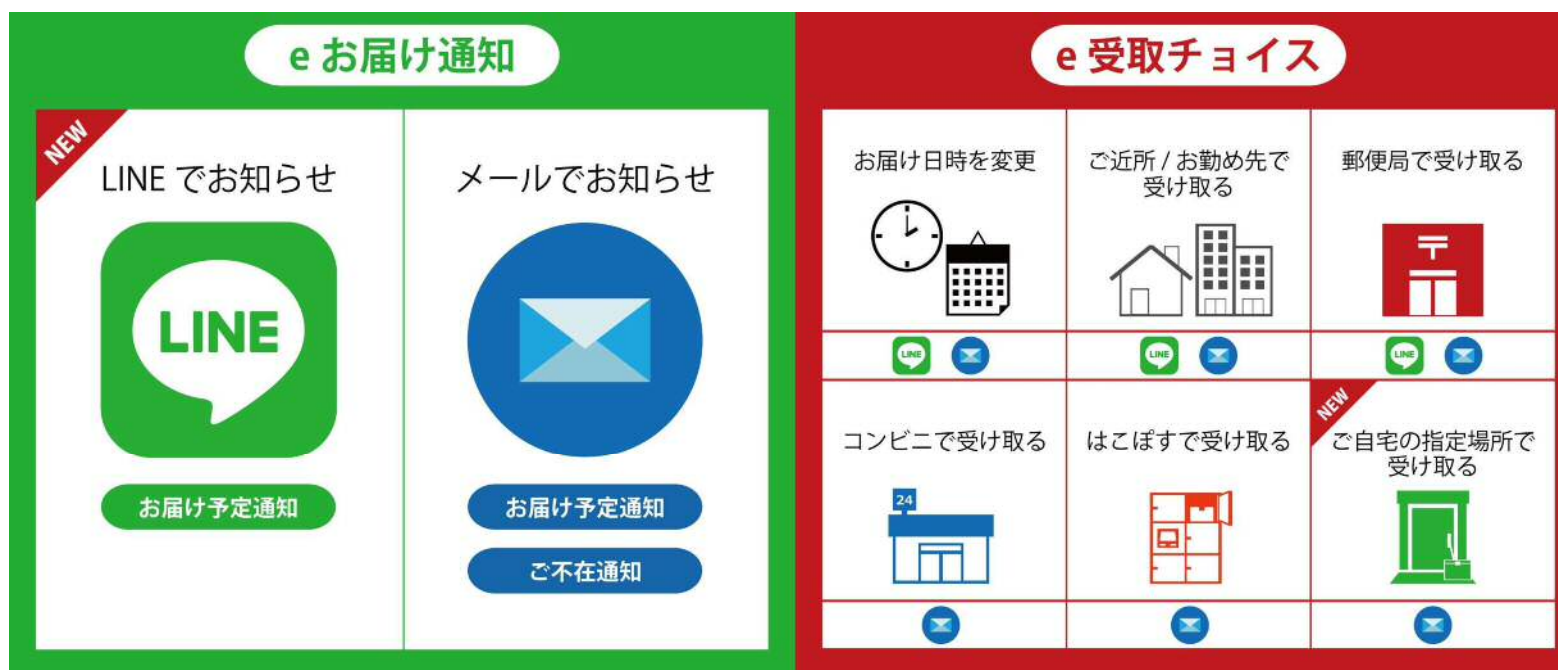 e お届け通知
NEW
LINE でお知らせ
LINE
お届け予定通知
メールでお知らせ
お届け予定通知
ご不在通知
e 受取チョイス
お届け日時を変更
LINE
ご近所 / お勤め先で
受け取る
LINE
郵便局で受け取る
〒
LINE
コンビニで受け取る
24
はこぽすで受け取る
NEW
ご自宅の指定場所で
受け取る